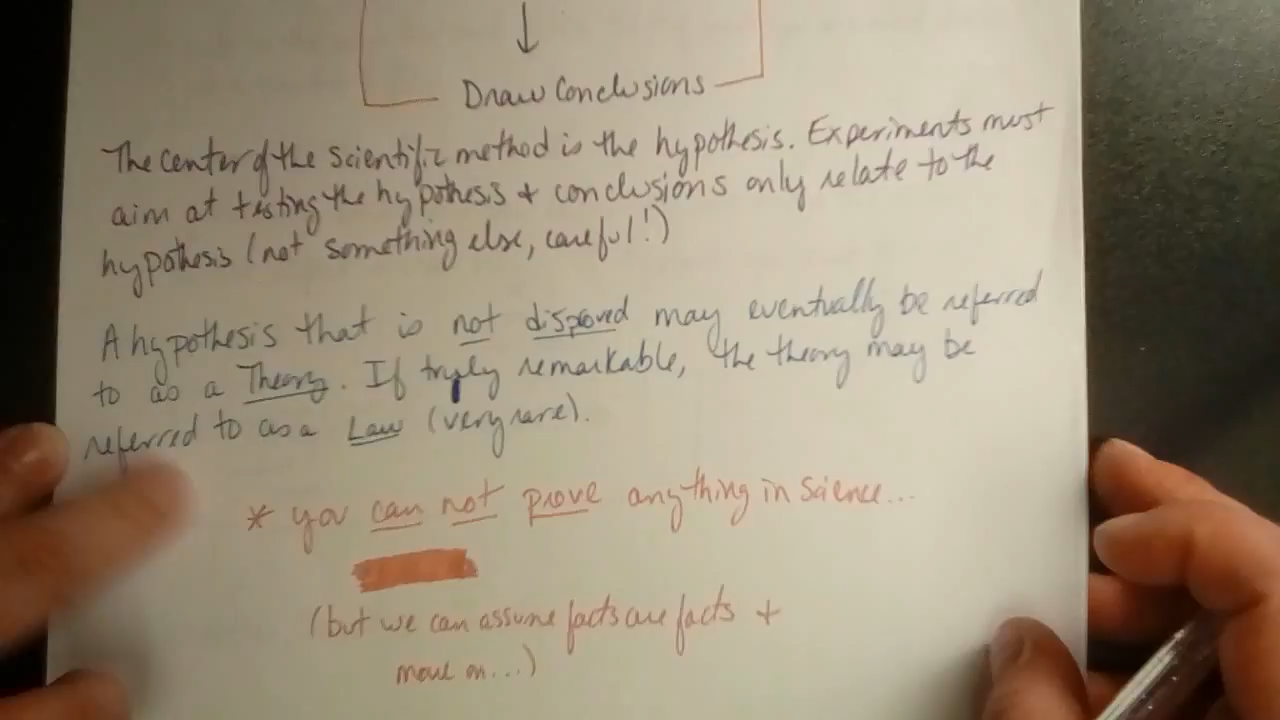 Draw Conclusions
The center of the scientific method is the hypothesis. Experiments must
aim at testing the hypothesis + conclusions only relate to the
hypothesis (not something else, careful!)
A hypothesis that is not disproved may eventually be referred
to as a Theory. If truly remarkable, the theory may be
referred to as a Law (very rare).
* you can not prove anything in science...
(but we can assume facts are facts +
move on...)